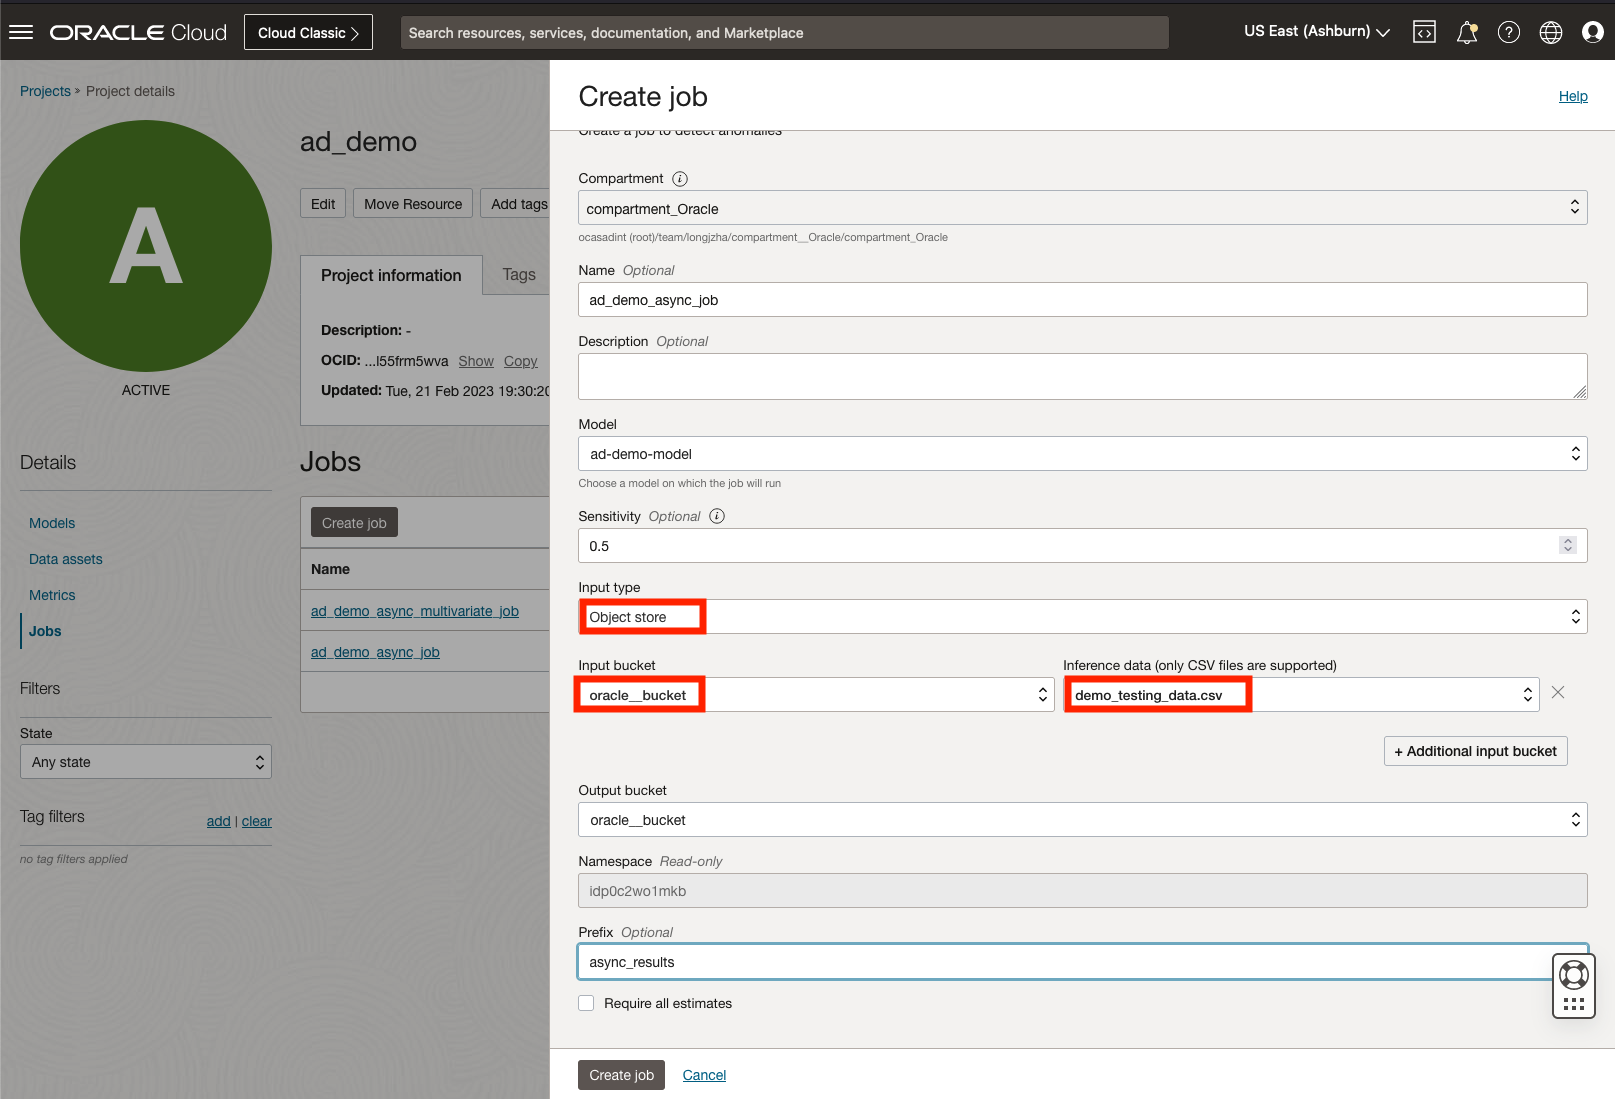 ORACLE Cloud
Cloud Classic >
Search resources, services, documentation, and Marketplace
US East (Ashburn)
Projects » Project details
A
ACTIVE
ad_demo
Edit
Move Resource
Add tags
Project information
Tags
Description: -
OCID: ...l55frm5wva Show Copy
Updated: Tue, 21 Feb 2023 19:30:20
Details
Models
Data assets
Metrics
Jobs
Filters
State
Any state
Tag filters
add | clear
no tag filters applied
Jobs
Create job
Name
ad_demo_async_multivariate_job
ad_demo_async_job
Create job
Help
Create a job to detect anomalies
Compartment
compartment_Oracle
ocasadint (root)/team/longjzha/compartment__Oracle/compartment_Oracle
Name Optional
ad_demo_async_job
Description Optional
Model
ad-demo-model
Choose a model on which the job will run
Sensitivity Optional
0.5
Input type
Object store
Input bucket
oracle__bucket
Inference data (only CSV files are supported)
demo_testing_data.csv
+ Additional input bucket
Output bucket
oracle__bucket
Namespace Read-only
idp0c2wo1mkb
Prefix Optional
async_results
Require all estimates
Create job
Cancel